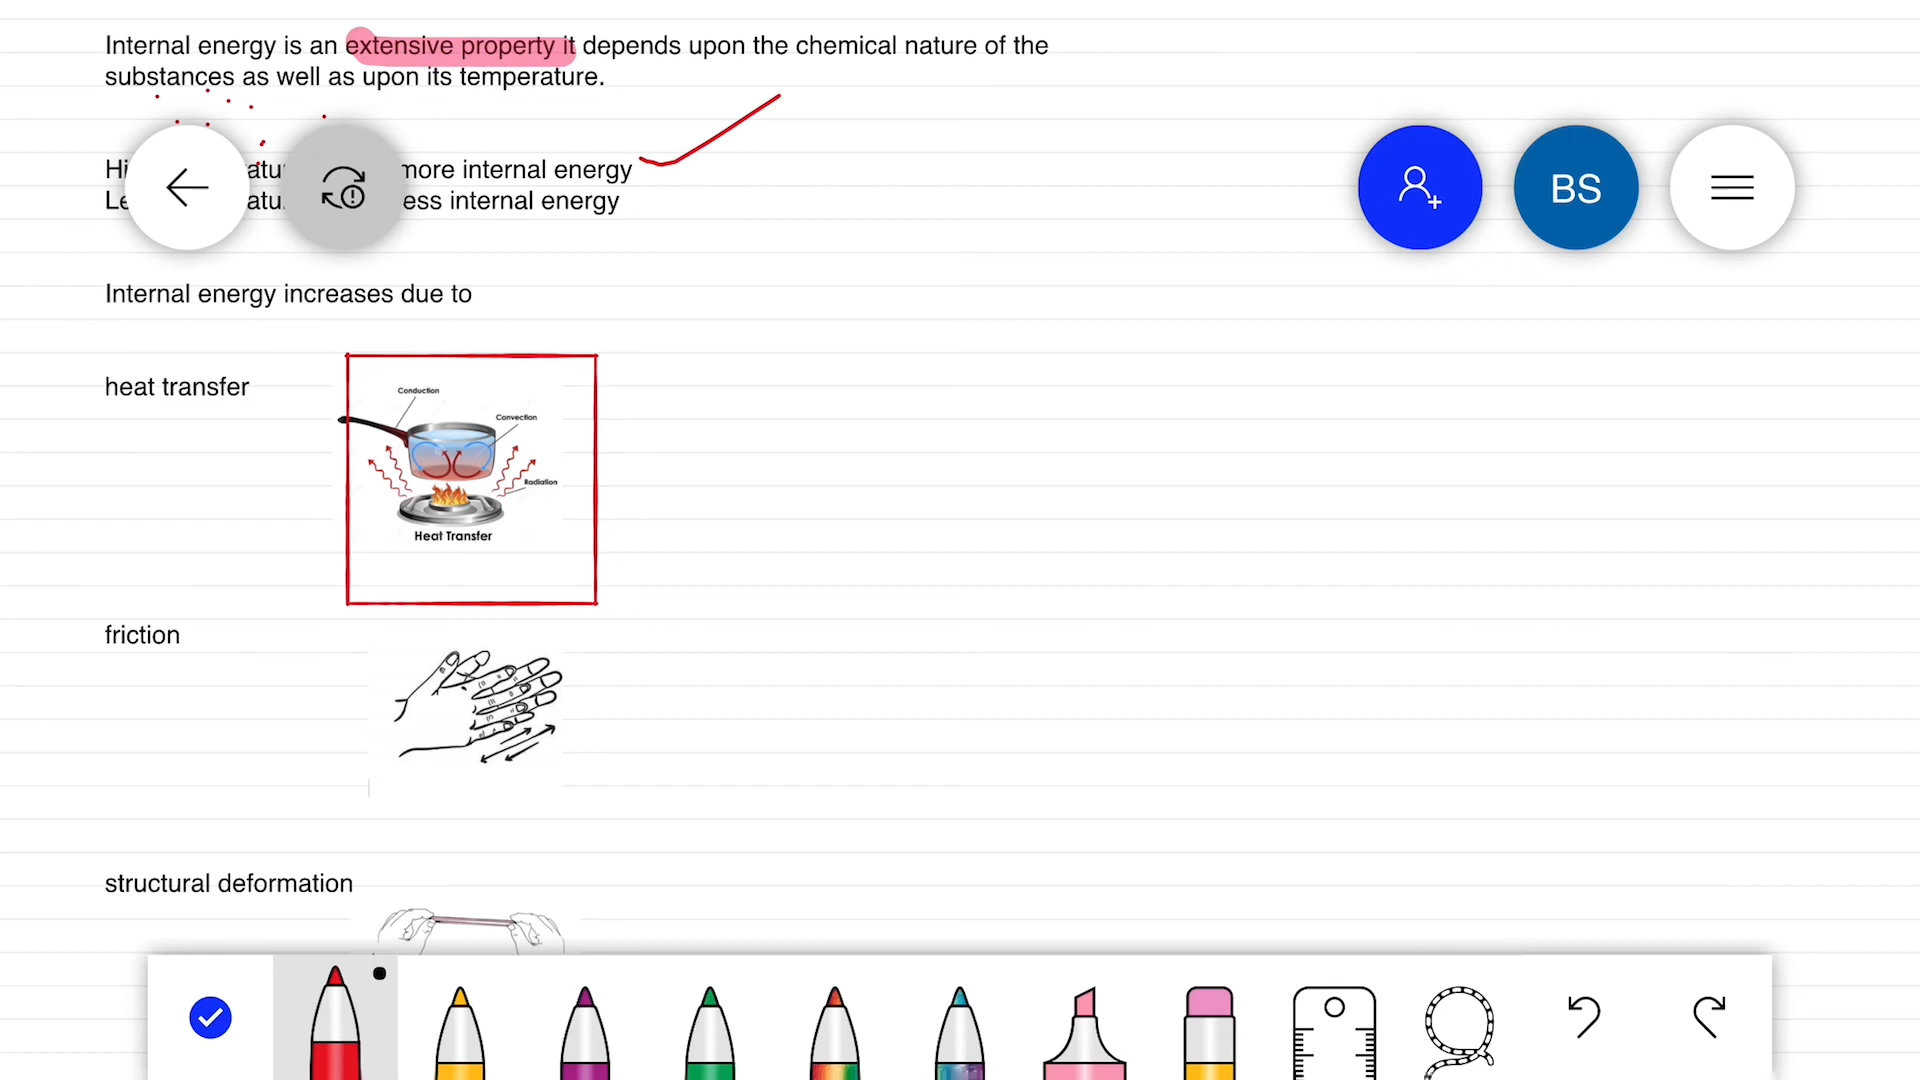 Internal energy is an extensive property it depends upon the chemical nature of the
substances as well as upon its temperature.
more internal energy
internal energy
BS
Internal energy increases due to
heat transfer
Conduction
Convection
Radiation
Heat Transfer
friction
structural deformation